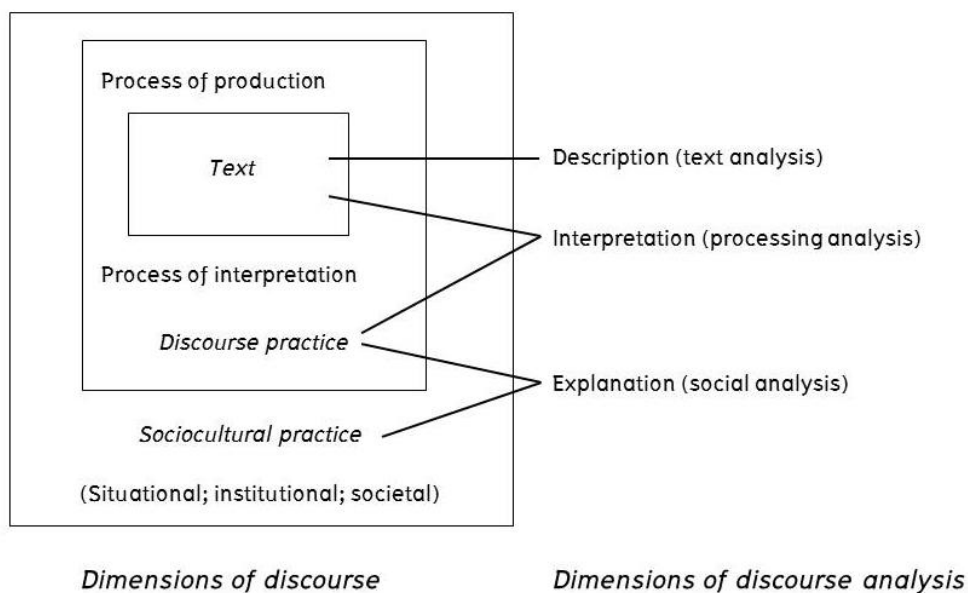 Process of production
Text
Description (text analysis)
Interpretation (processing analysis)
Process of interpretation
Discourse practice
Explanation (social analysis)
Sociocultural practice
(Situational; institutional; societal)
Dimensions of discourse
Dimensions of discourse analysis